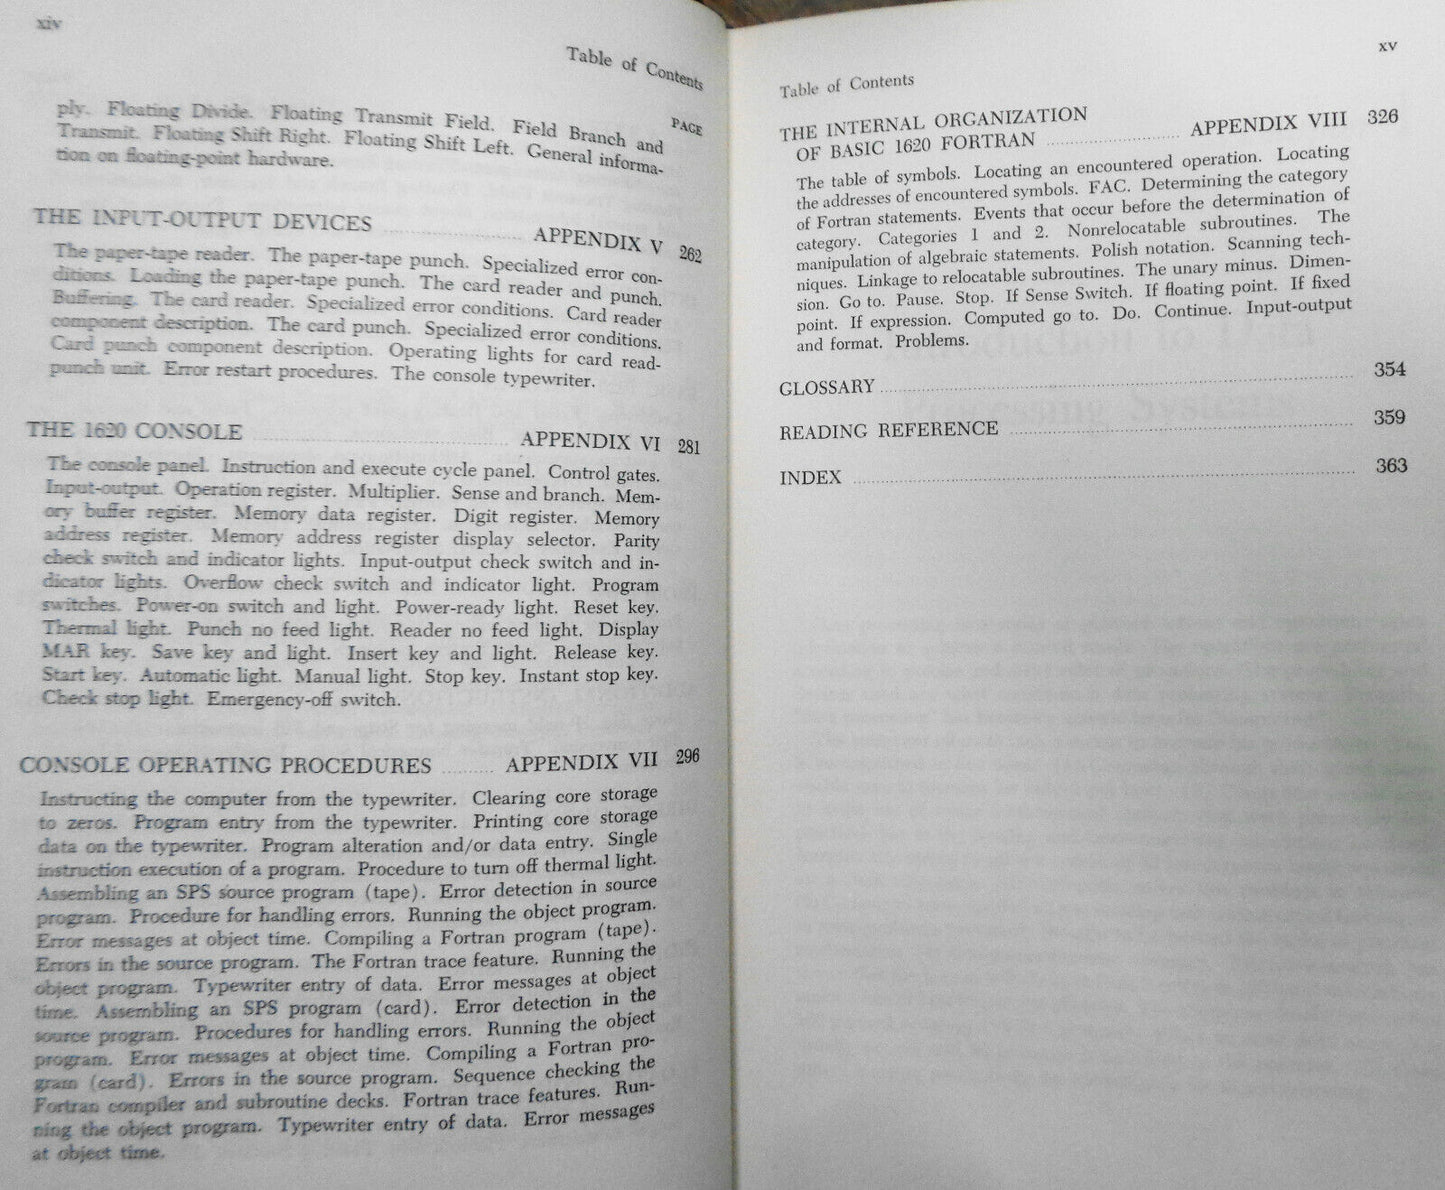 xiv
Table of Contents
PAGE
ply. Floating Divide. Floating Transmit Field. Field Branch and
Transmit. Floating Shift Right. Floating Shift Left. General informa-
tion on floating-point hardware.
THE INPUT-OUTPUT DEVICES .......... APPENDIX V 262
The paper-tape reader. The paper-tape punch. Specialized error con-
ditions. Loading the paper-tape punch. The card reader and punch.
Buffering. The card reader. Specialized error conditions. Card reader
component description. The card punch. Specialized error conditions.
Card punch component description. Operating lights for card read-
punch unit. Error restart procedures. The console typewriter.
THE 1620 CONSOLE .......... APPENDIX VI 281
The console panel. Instruction and execute cycle panel. Control gates.
Input-output. Operation register. Multiplier. Sense and branch. Mem-
ory buffer register. Memory data register. Digit register. Memory
address register. Memory address register display selector. Parity
check switch and indicator lights. Input-output check switch and in-
dicator lights. Overflow check switch and indicator light. Program
switches. Power-on switch and light. Power-ready light. Reset key.
Thermal light. Punch no feed light. Reader no feed light. Display
MAR key. Save key and light. Insert key and light. Release key.
Start key. Automatic light. Manual light. Stop key. Instant stop key.
Check stop light. Emergency-off switch.
CONSOLE OPERATING PROCEDURES .......... APPENDIX VII 296
Instructing the computer from the typewriter. Clearing core storage
to zeros. Program entry from the typewriter. Printing core storage
data on the typewriter. Program alteration and/or data entry. Single
instruction execution of a program. Procedure to turn off thermal light.
Assembling an SPS source program (tape). Error detection in source
program. Procedure for handling errors. Running the object program.
Error messages at object time. Compiling a Fortran program (tape).
Errors in the source program. The Fortran trace feature. Running the
object program. Typewriter entry of data. Error messages at object
time. Assembling an SPS program (card). Error detection in the
source program. Procedures for handling errors. Running the object
program. Error messages at object time. Compiling a Fortran pro-
gram (card). Errors in the source program. Sequence checking the
Fortran compiler and subroutine decks. Fortran trace features. Run-
ning the object program. Typewriter entry of data. Error messages
at object time.
xv
Table of Contents
THE INTERNAL ORGANIZATION
OF BASIC 1620 FORTRAN .......... APPENDIX VIII 326
The table of symbols. Locating an encountered operation. Locating
the addresses of encountered symbols. FAC. Determining the category
of Fortran statements. Events that occur before the determination of
category. Categories 1 and 2. Nonrelocatable subroutines. The
manipulation of algebraic statements. Polish notation. Scanning tech-
niques. Linkage to relocatable subroutines. The unary minus. Dimen-
sion. Go to. Pause. Stop. If Sense Switch. If floating point. If fixed
point. If expression. Computed go to. Do. Continue. Input-output
and format. Problems.
GLOSSARY .......... 354
READING REFERENCE .......... 359
INDEX .......... 363